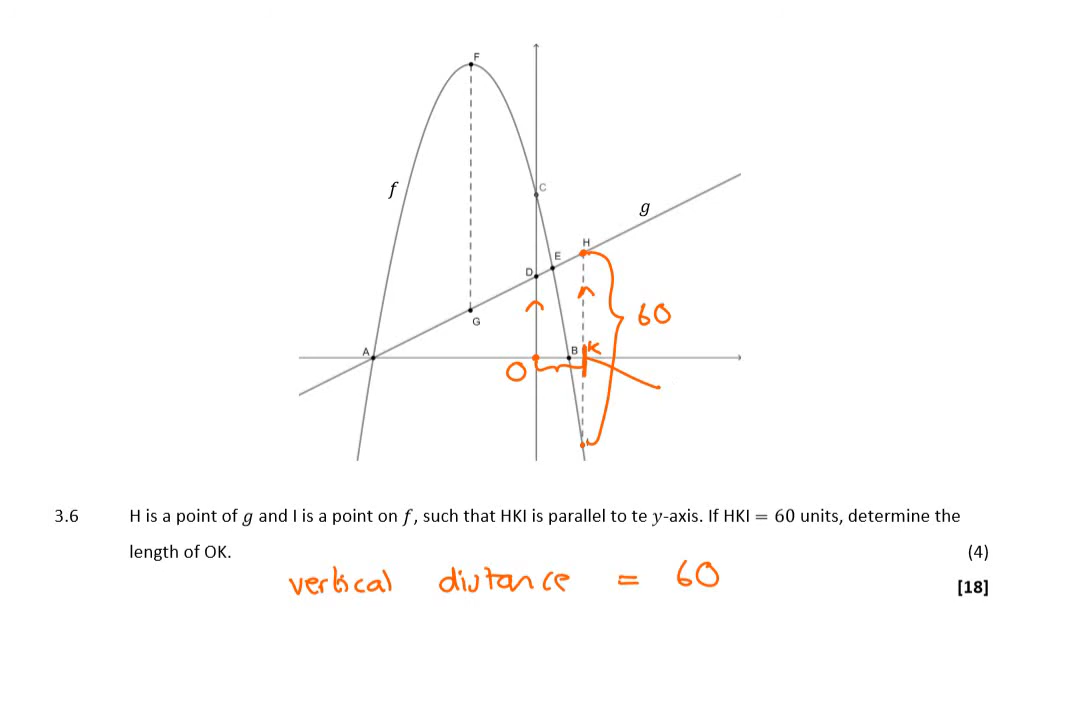 F
C
f
g
H
E
D
60
G
A
B K
O
3.6 H is a point of g and I is a point on f, such that HKI is parallel to te y-axis. If HKI = 60 units, determine the
length of OK. (4)
vertical distance = 60
[18]